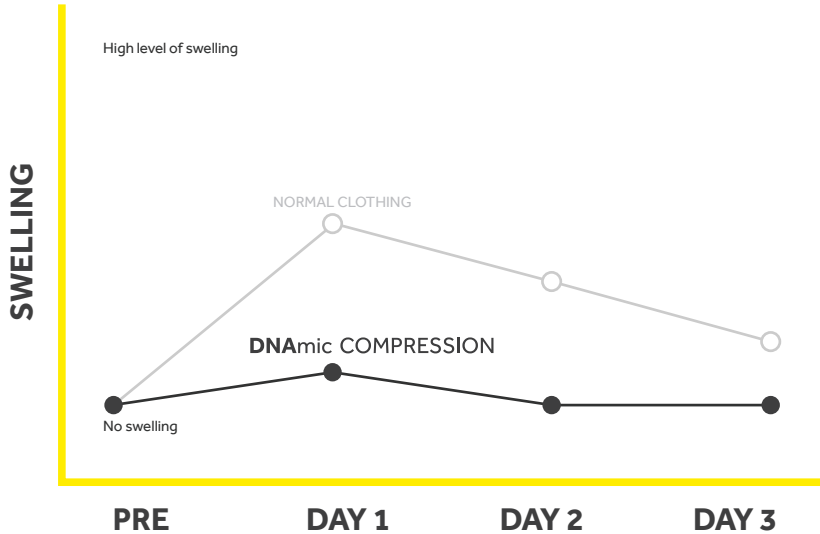 High level of swelling
SWELLING
NORMAL CLOTHING
DNAmic COMPRESSION
No swelling
PRE DAY 1 DAY 2 DAY 3